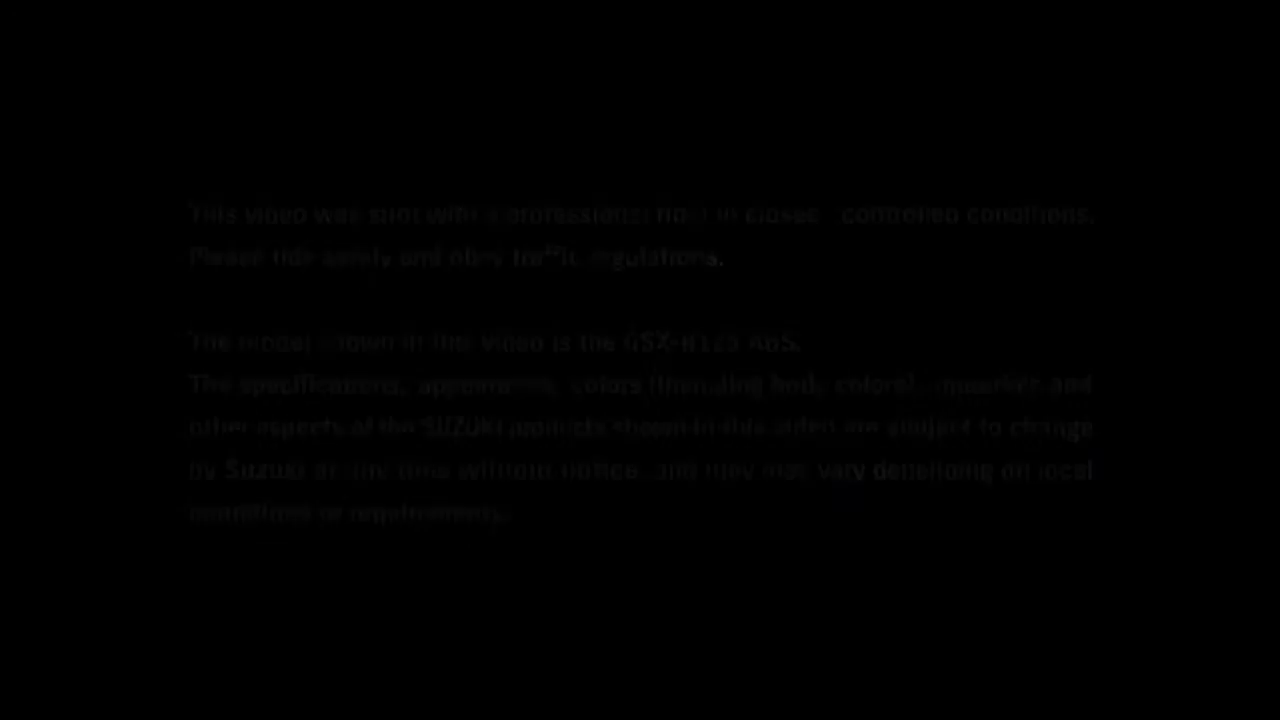 This video was shot with a professional rider in closed, controlled conditions.
Please ride safely and obey traffic regulations.
The model shown in this video is the GSX-R125 ABS.
The specifications, appearance, colors (including body colors), and
other aspects of the SUZUKI products shown in this video are subject to change
by Suzuki at any time without notice, and they may vary depending on local
conditions or requirements.